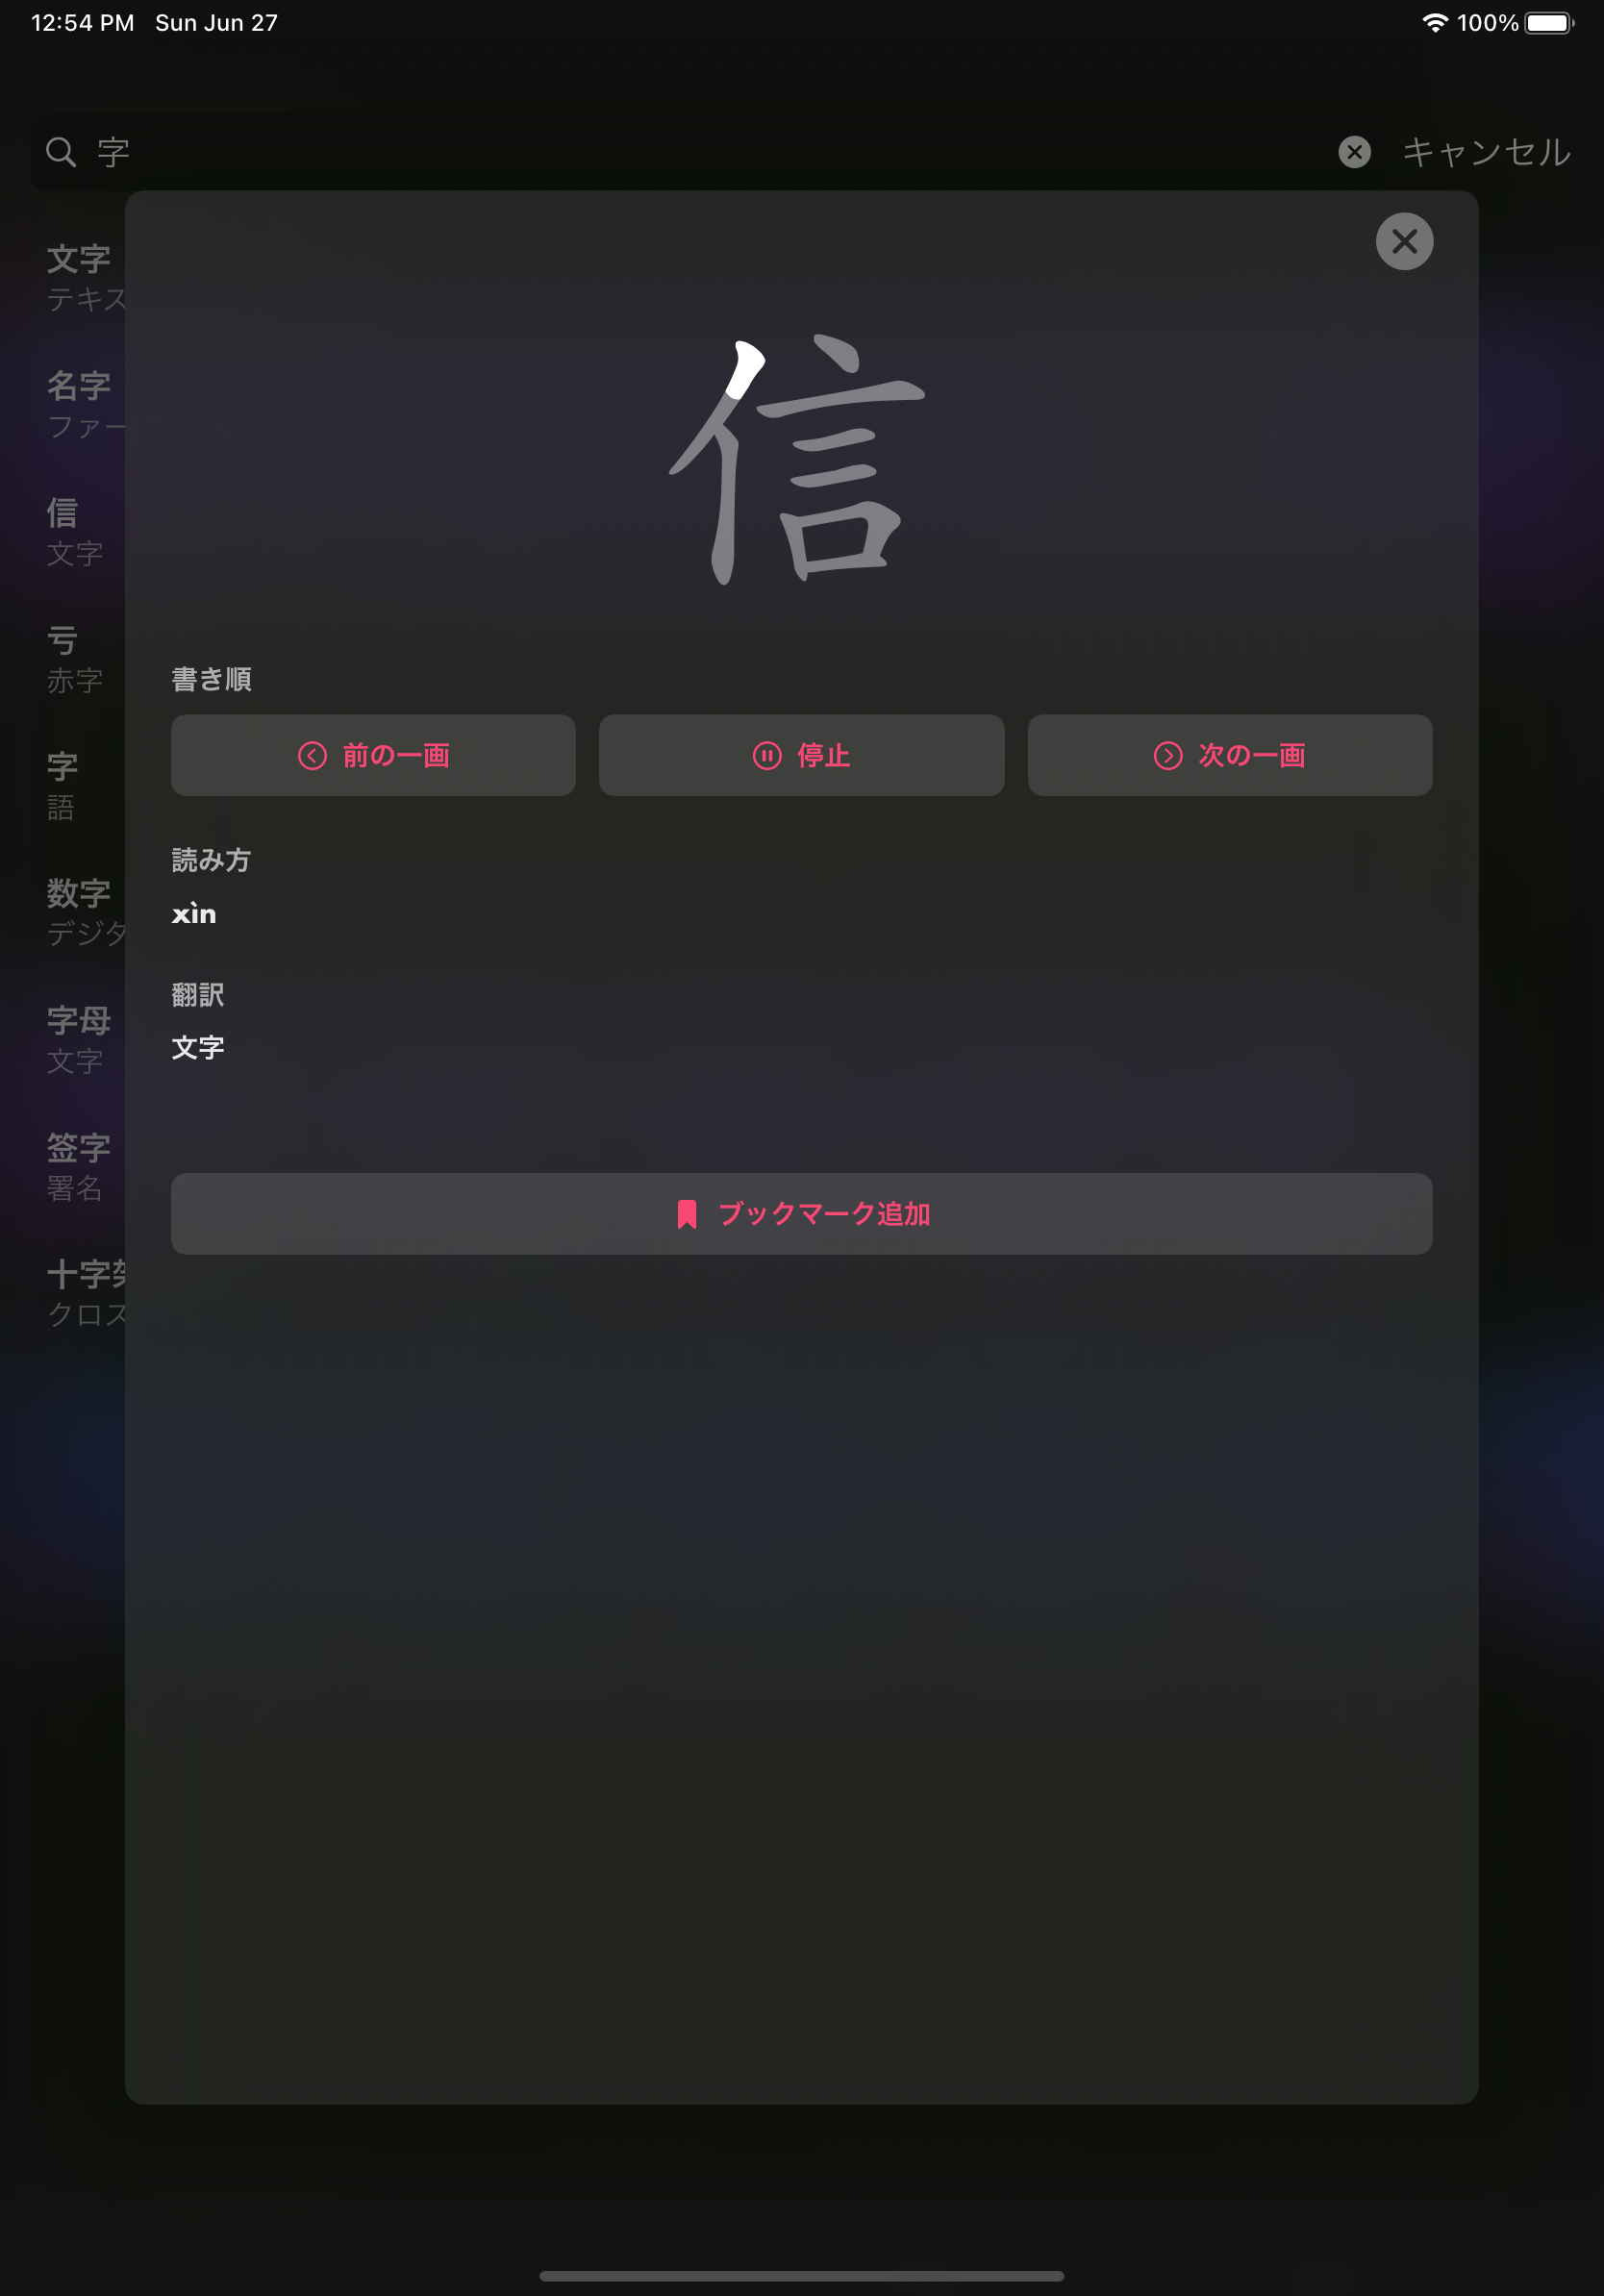 12:54 PM Sun Jun 27 100%
字 キャンセル
文字
テキス
名字
ファー
信
文字
亏
赤字
字
語
数字
デジタ
字母
文字
签字
署名
十字
クロス
信
書き順
前の一画 停止 次の一画
読み方
xìn
翻訳
文字
ブックマーク追加